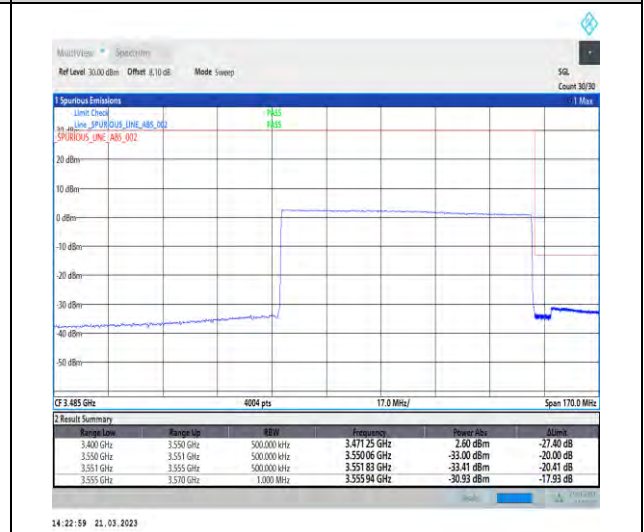 MultiView Spectrum
Ref Level 30.00 dBm Offset 8.10 dB Mode Sweep SGL
Count 30/30
1 Spurious Emissions 1 Max
Limit Check PASS
Line _SPURIOUS_LINE_ABS_002 PASS
_SPURIOUS_LINE_ABS_002
20 dBm
10 dBm
0 dBm
-10 dBm
-20 dBm
-30 dBm
-40 dBm
-50 dBm
CF 3.485 GHz 4004 pts 17.0 MHz/ Span 170.0 MHz
2 Result Summary
Range Low Range Up RBW Frequency Power Abs ΔLimit
3.400 GHz 3.550 GHz 500.000 kHz 3.471 25 GHz 2.60 dBm -27.40 dB
3.550 GHz 3.551 GHz 500.000 kHz 3.550 06 GHz -33.00 dBm -20.00 dB
3.551 GHz 3.555 GHz 500.000 kHz 3.551 83 GHz -33.41 dBm -20.41 dB
3.555 GHz 3.570 GHz 1.000 MHz 3.555 94 GHz -30.93 dBm -17.93 dB
14:22:59 21.03.2023